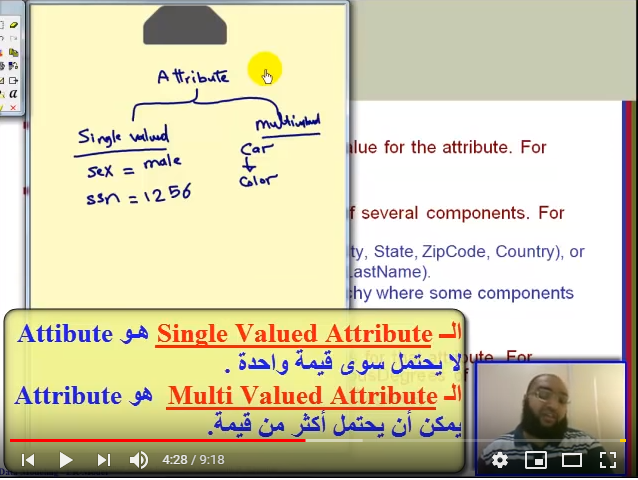 Attribute
Single valued
Multivalued
sex = male
ssn = 1256
Car
Color
alue for the attribute. For
f several components. For
ty, State, ZipCode, Country), or
LastName).
chy where some components
الـ Single Valued Attribute هـو Attibute
لا يحتمل سوى قيمة واحدة .
الـ Multi Valued Attribute هو Attribute
يمكن أن يحتمل أكثر من قيمة.
4:28 / 9:18